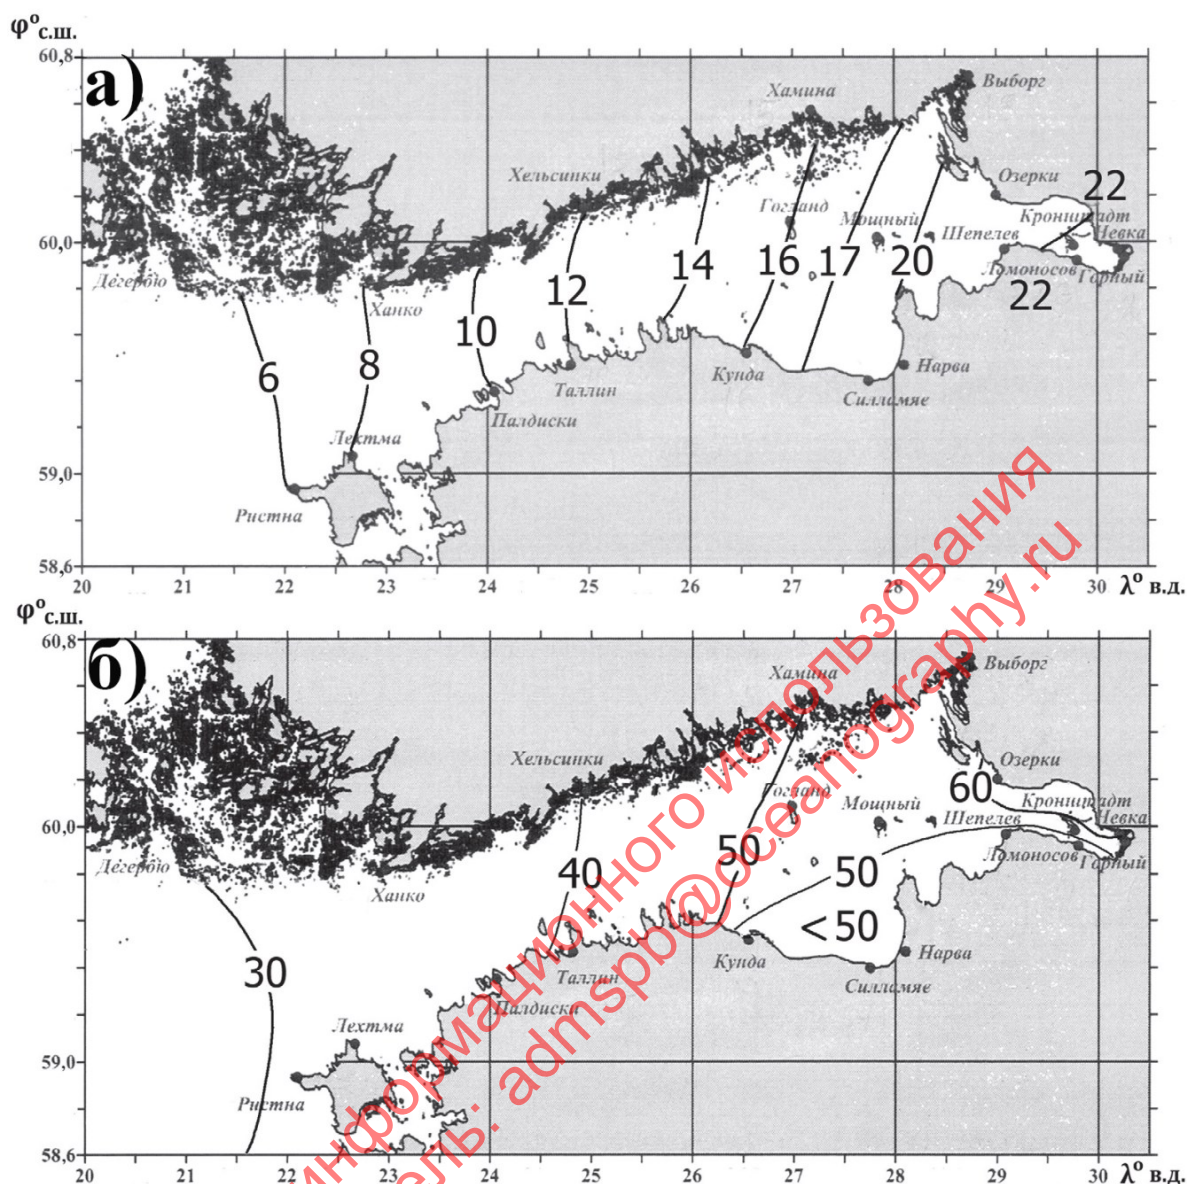 φ° с.ш.
60,8
а)
Выборг
Хамина
Хельсинки
Озерки
22
Гогланд
Мощный
Кронштадт
60,0
Шепелев
Невка
Дегербю
14
16
17
20
Ломоносов
Горный
Ханко
12
22
10
6
8
Кунда
Нарва
Таллин
Силламяе
Палдиски
Лехтма
59,0
Ристна
58,6
20 21 22 23 24 25 26 27 28 29 30 λ° в.д.
φ° с.ш.
60,8
б)
Выборг
Хамина
Хельсинки
Озерки
60
Гогланд
Мощный
Кронштадт
60,0
Шепелев
Невка
Дегербю
50
Ломоносов
Горный
Ханко
40
50
<50
30
Кунда
Нарва
Таллин
Силламяе
Палдиски
Лехтма
59,0
Ристна
58,6
20 21 22 23 24 25 26 27 28 29 30 λ° в.д.
информационного использования
admspb@oceanography.ru